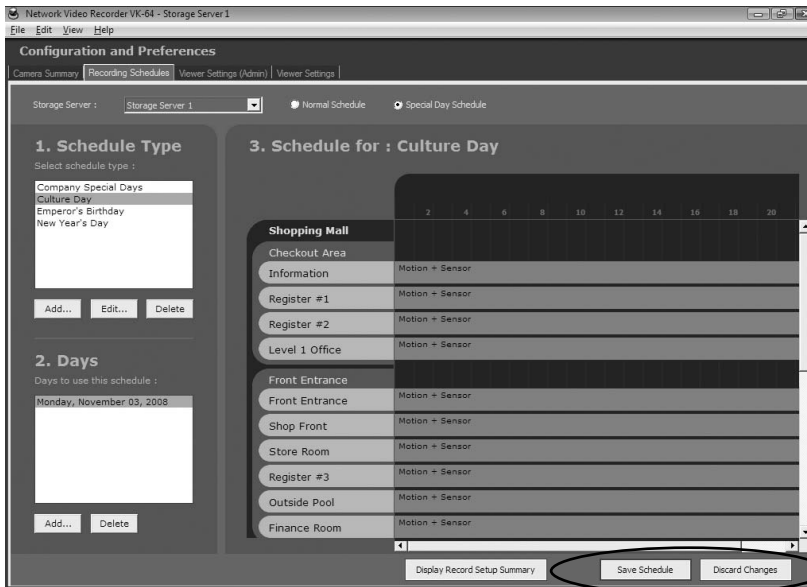 Network Video Recorder VK-64 - Storage Server 1
File Edit View Help
Configuration and Preferences
Camera Summary Recording Schedules Viewer Settings (Admin) Viewer Settings
Storage Server : Storage Server 1 Normal Schedule Special Day Schedule
1. Schedule Type
Select schedule type :
Company Special Days
Culture Day
Emperor's Birthday
New Year's Day
Add... Edit... Delete
2. Days
Days to use this schedule :
Monday, November 03, 2008
Add... Delete
3. Schedule for : Culture Day
2 4 6 8 10 12 14 16 18 20
Shopping Mall
Checkout Area
Information Motion + Sensor
Register #1 Motion + Sensor
Register #2 Motion + Sensor
Level 1 Office Motion + Sensor
Front Entrance
Front Entrance Motion + Sensor
Shop Front Motion + Sensor
Store Room Motion + Sensor
Register #3 Motion + Sensor
Outside Pool Motion + Sensor
Finance Room Motion + Sensor
Display Record Setup Summary Save Schedule Discard Changes